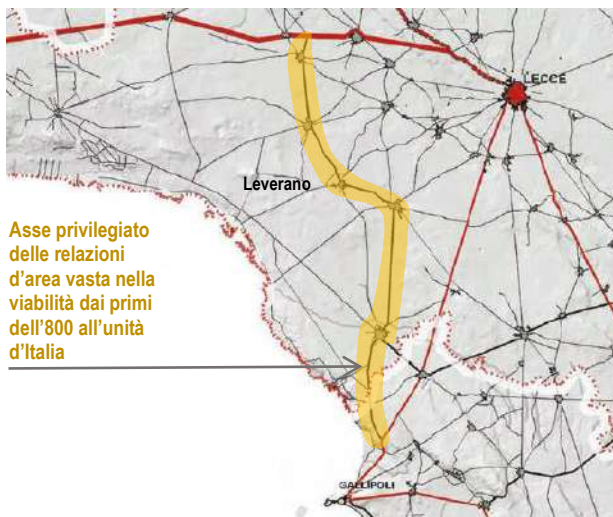 LECCE
Leverano
Asse privilegiato
delle relazioni
d'area vasta nella
viabilità dai primi
dell'800 all'unità
d'Italia
GALLIPOLI